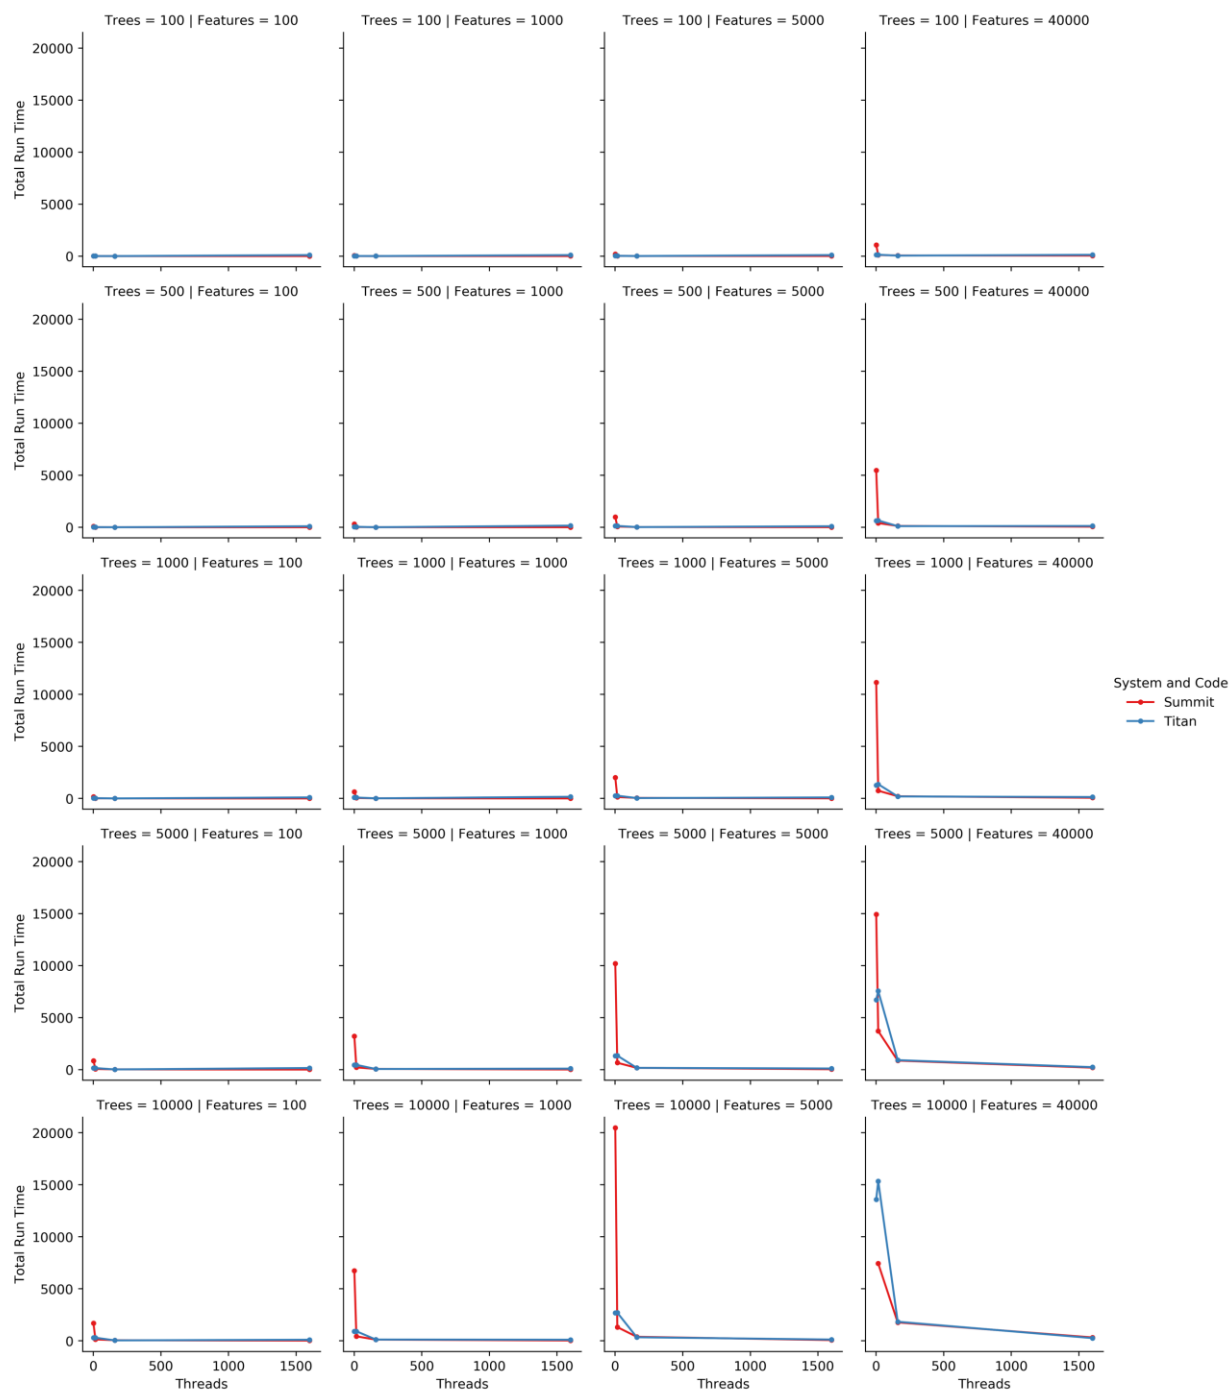 Trees = 100 | Features = 100
Trees = 100 | Features = 1000
Trees = 100 | Features = 5000
Trees = 100 | Features = 40000
20000
15000
10000
5000
0
Total Run Time
Trees = 500 | Features = 100
Trees = 500 | Features = 1000
Trees = 500 | Features = 5000
Trees = 500 | Features = 40000
20000
15000
10000
5000
0
Total Run Time
Trees = 1000 | Features = 100
Trees = 1000 | Features = 1000
Trees = 1000 | Features = 5000
Trees = 1000 | Features = 40000
20000
15000
10000
5000
0
Total Run Time
System and Code
Summit
Titan
Trees = 5000 | Features = 100
Trees = 5000 | Features = 1000
Trees = 5000 | Features = 5000
Trees = 5000 | Features = 40000
20000
15000
10000
5000
0
Total Run Time
Trees = 10000 | Features = 100
Trees = 10000 | Features = 1000
Trees = 10000 | Features = 5000
Trees = 10000 | Features = 40000
20000
15000
10000
5000
0
Total Run Time
0 500 1000 1500
0 500 1000 1500
0 500 1000 1500
0 500 1000 1500
Threads
Threads
Threads
Threads